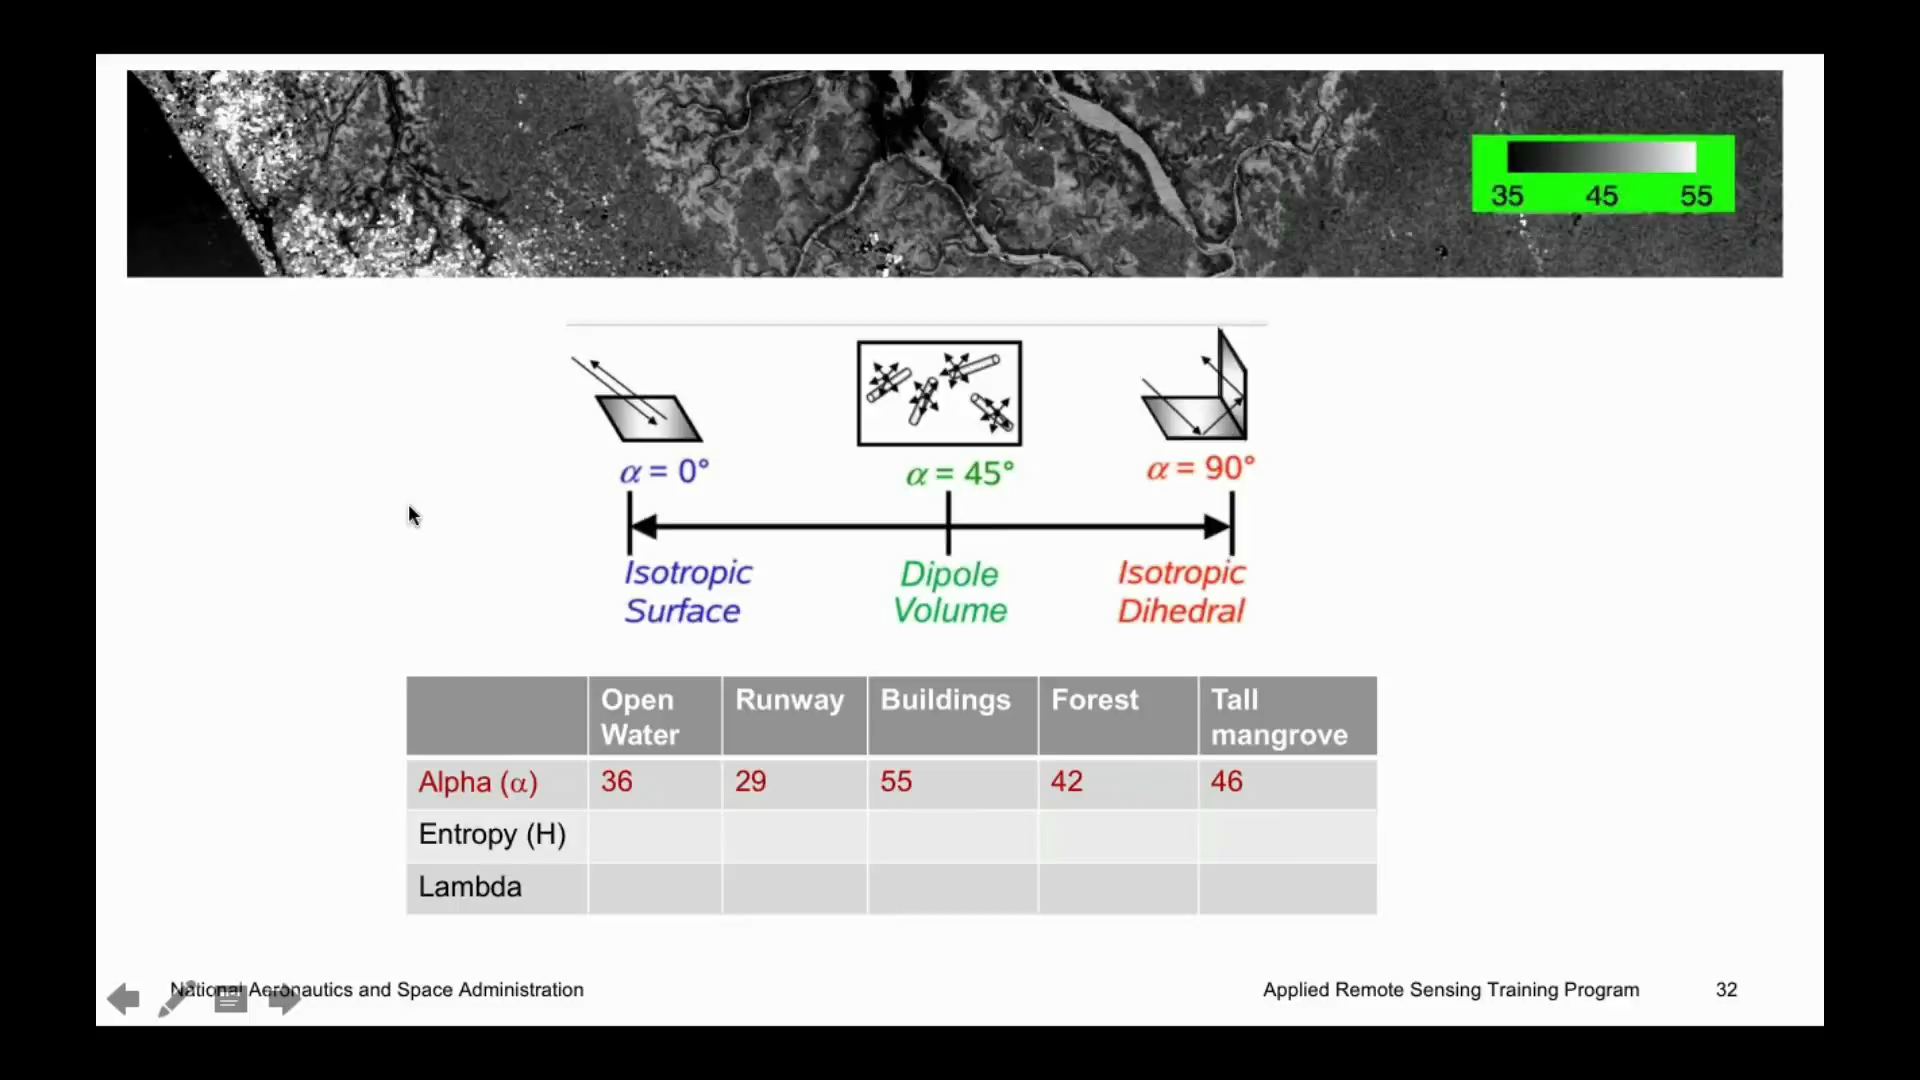 35 45 55
α = 0° α = 45° α = 90°
Isotropic Dipole Isotropic
Surface Volume Dihedral
Open Runway Buildings Forest Tall
Water mangrove
Alpha (α) 36 29 55 42 46
Entropy (H)
Lambda
National Aeronautics and Space Administration Applied Remote Sensing Training Program 32